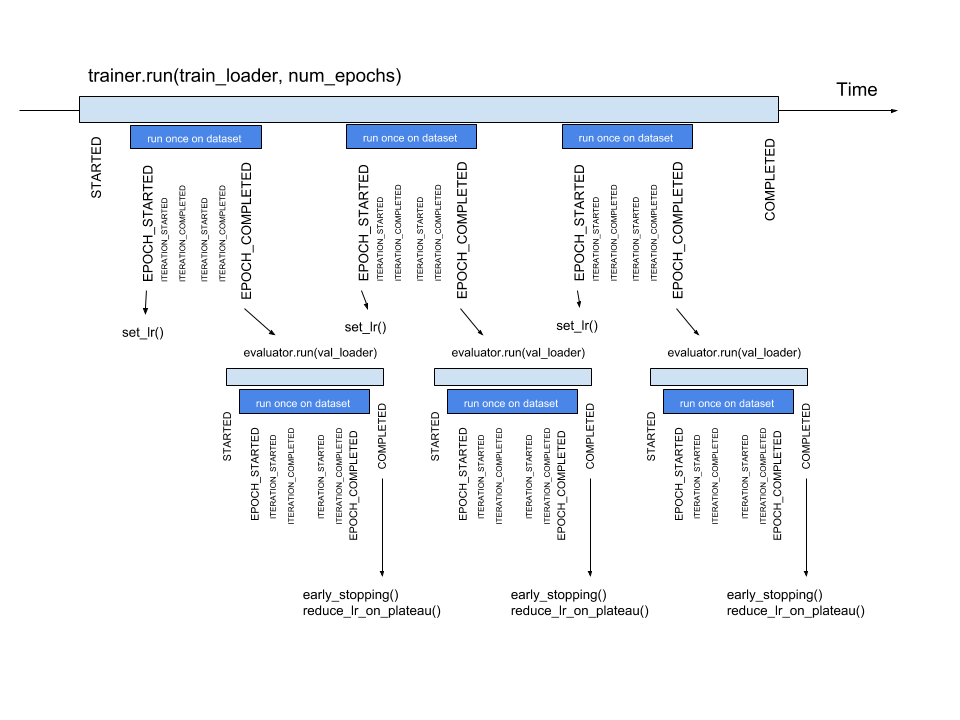 trainer.run(train_loader, num_epochs)
Time
run once on dataset
run once on dataset
run once on dataset
STARTED
EPOCH_STARTED
ITERATION_STARTED
ITERATION_COMPLETED
ITERATION_STARTED
ITERATION_COMPLETED
EPOCH_COMPLETED
EPOCH_STARTED
ITERATION_STARTED
ITERATION_COMPLETED
ITERATION_STARTED
ITERATION_COMPLETED
EPOCH_COMPLETED
EPOCH_STARTED
ITERATION_STARTED
ITERATION_COMPLETED
ITERATION_STARTED
ITERATION_COMPLETED
EPOCH_COMPLETED
COMPLETED
set_lr()
set_lr()
set_lr()
evaluator.run(val_loader)
evaluator.run(val_loader)
evaluator.run(val_loader)
run once on dataset
run once on dataset
run once on dataset
STARTED
EPOCH_STARTED
ITERATION_STARTED
ITERATION_COMPLETED
ITERATION_STARTED
ITERATION_COMPLETED
EPOCH_COMPLETED
COMPLETED
STARTED
EPOCH_STARTED
ITERATION_STARTED
ITERATION_COMPLETED
ITERATION_STARTED
ITERATION_COMPLETED
EPOCH_COMPLETED
COMPLETED
STARTED
EPOCH_STARTED
ITERATION_STARTED
ITERATION_COMPLETED
ITERATION_STARTED
ITERATION_COMPLETED
EPOCH_COMPLETED
COMPLETED
early_stopping()
reduce_lr_on_plateau()
early_stopping()
reduce_lr_on_plateau()
early_stopping()
reduce_lr_on_plateau()